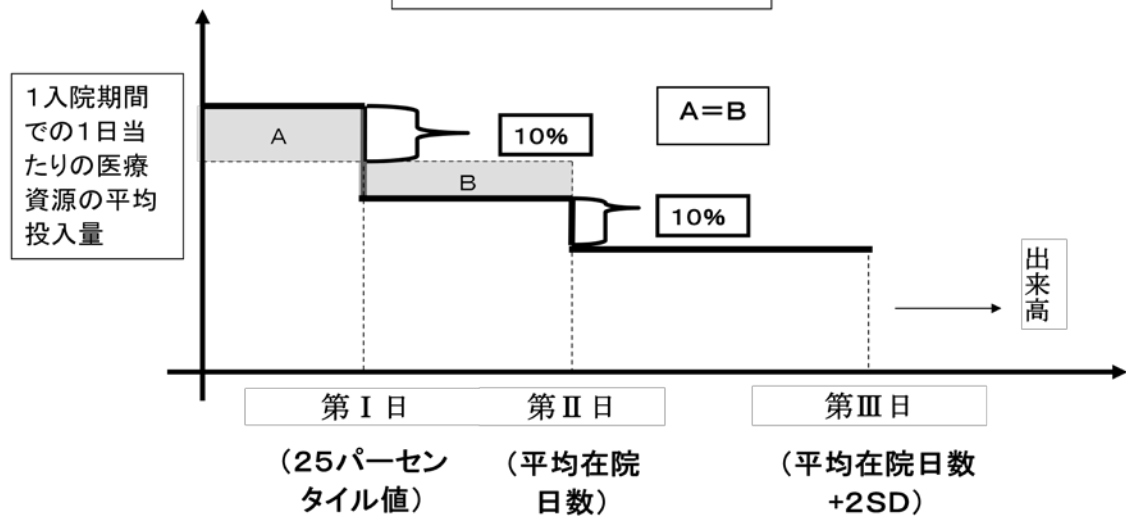 1入院期間
での1日当
たりの医療
資源の平均
投入量
A
10%
A=B
B
10%
出
来
高
第Ⅰ日
第Ⅱ日
第Ⅲ日
(25パーセン
タイル値)
(平均在院
日数)
(平均在院日数
+2SD)